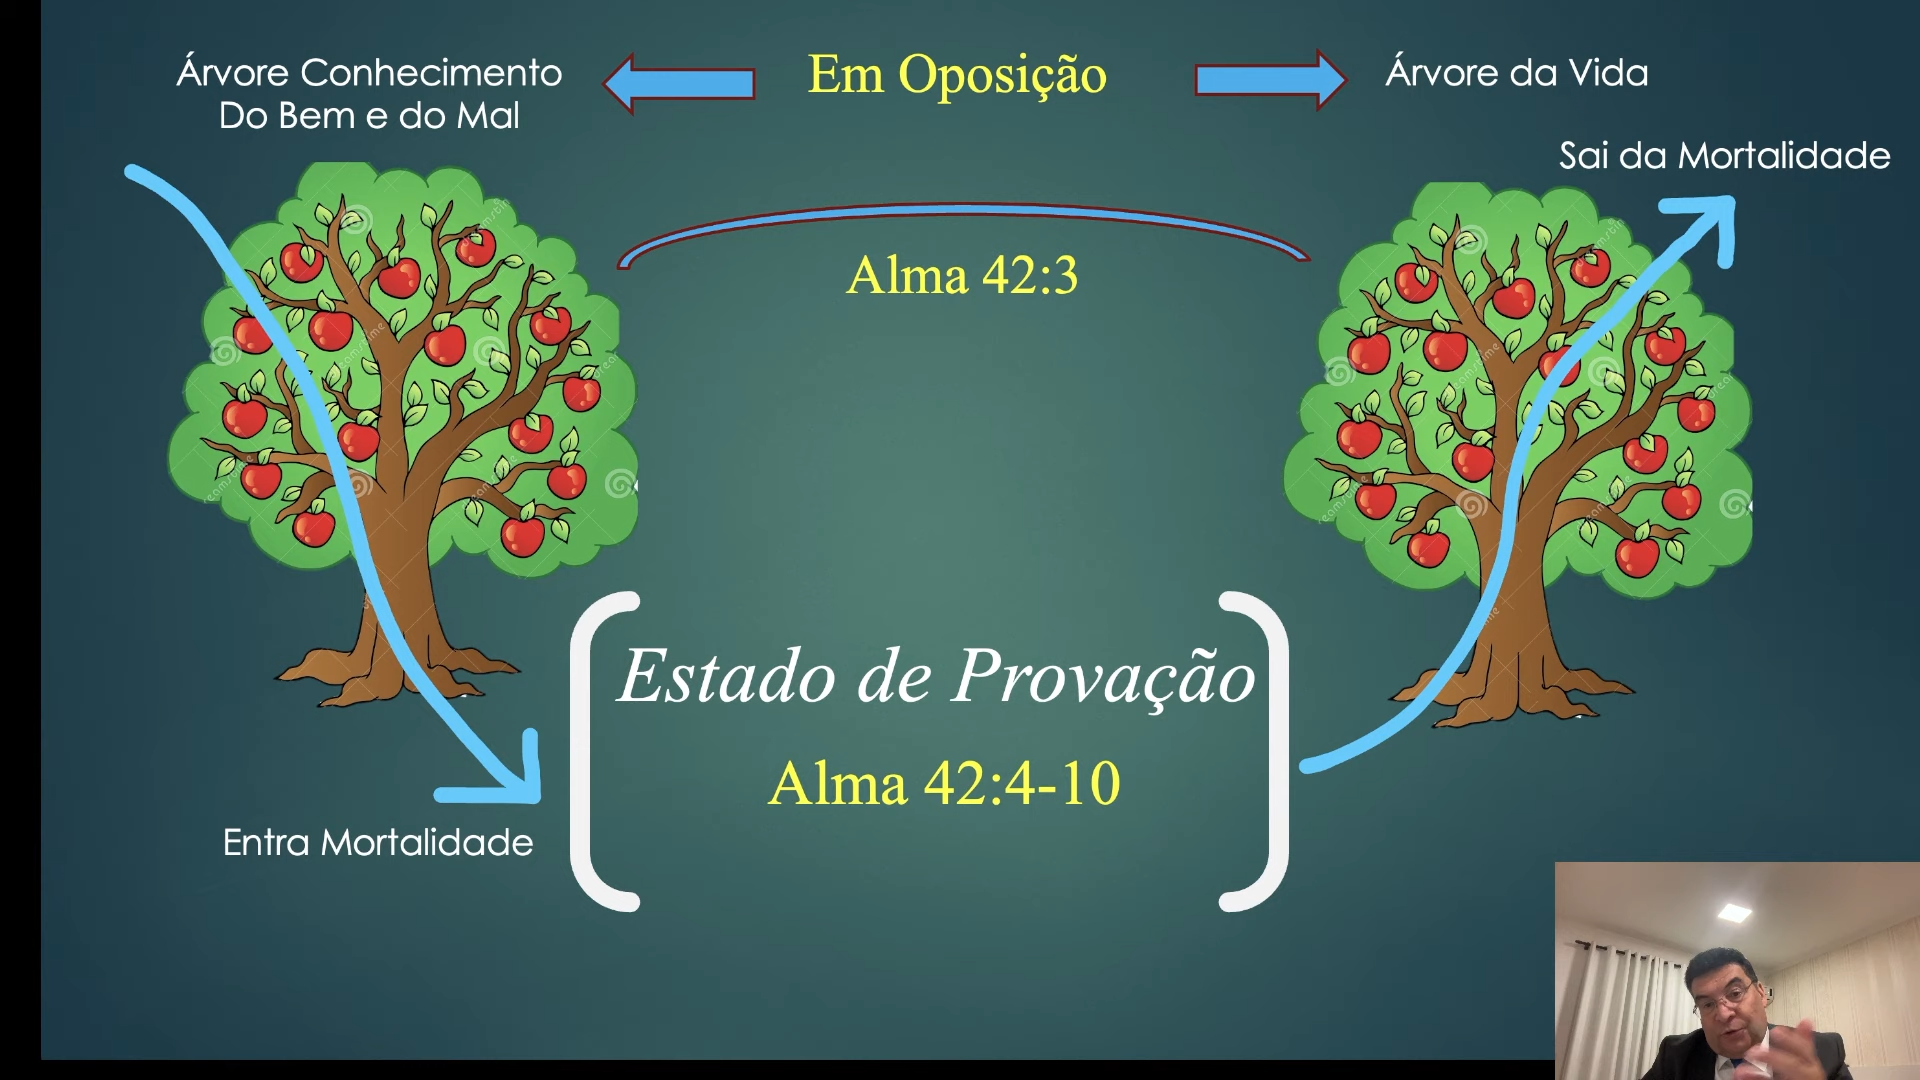 Árvore Conhecimento
Do Bem e do Mal
Em Oposição
Árvore da Vida
Sai da Mortalidade
Alma 42:3
Estado de Provação
Alma 42:4-10
Entra Mortalidade